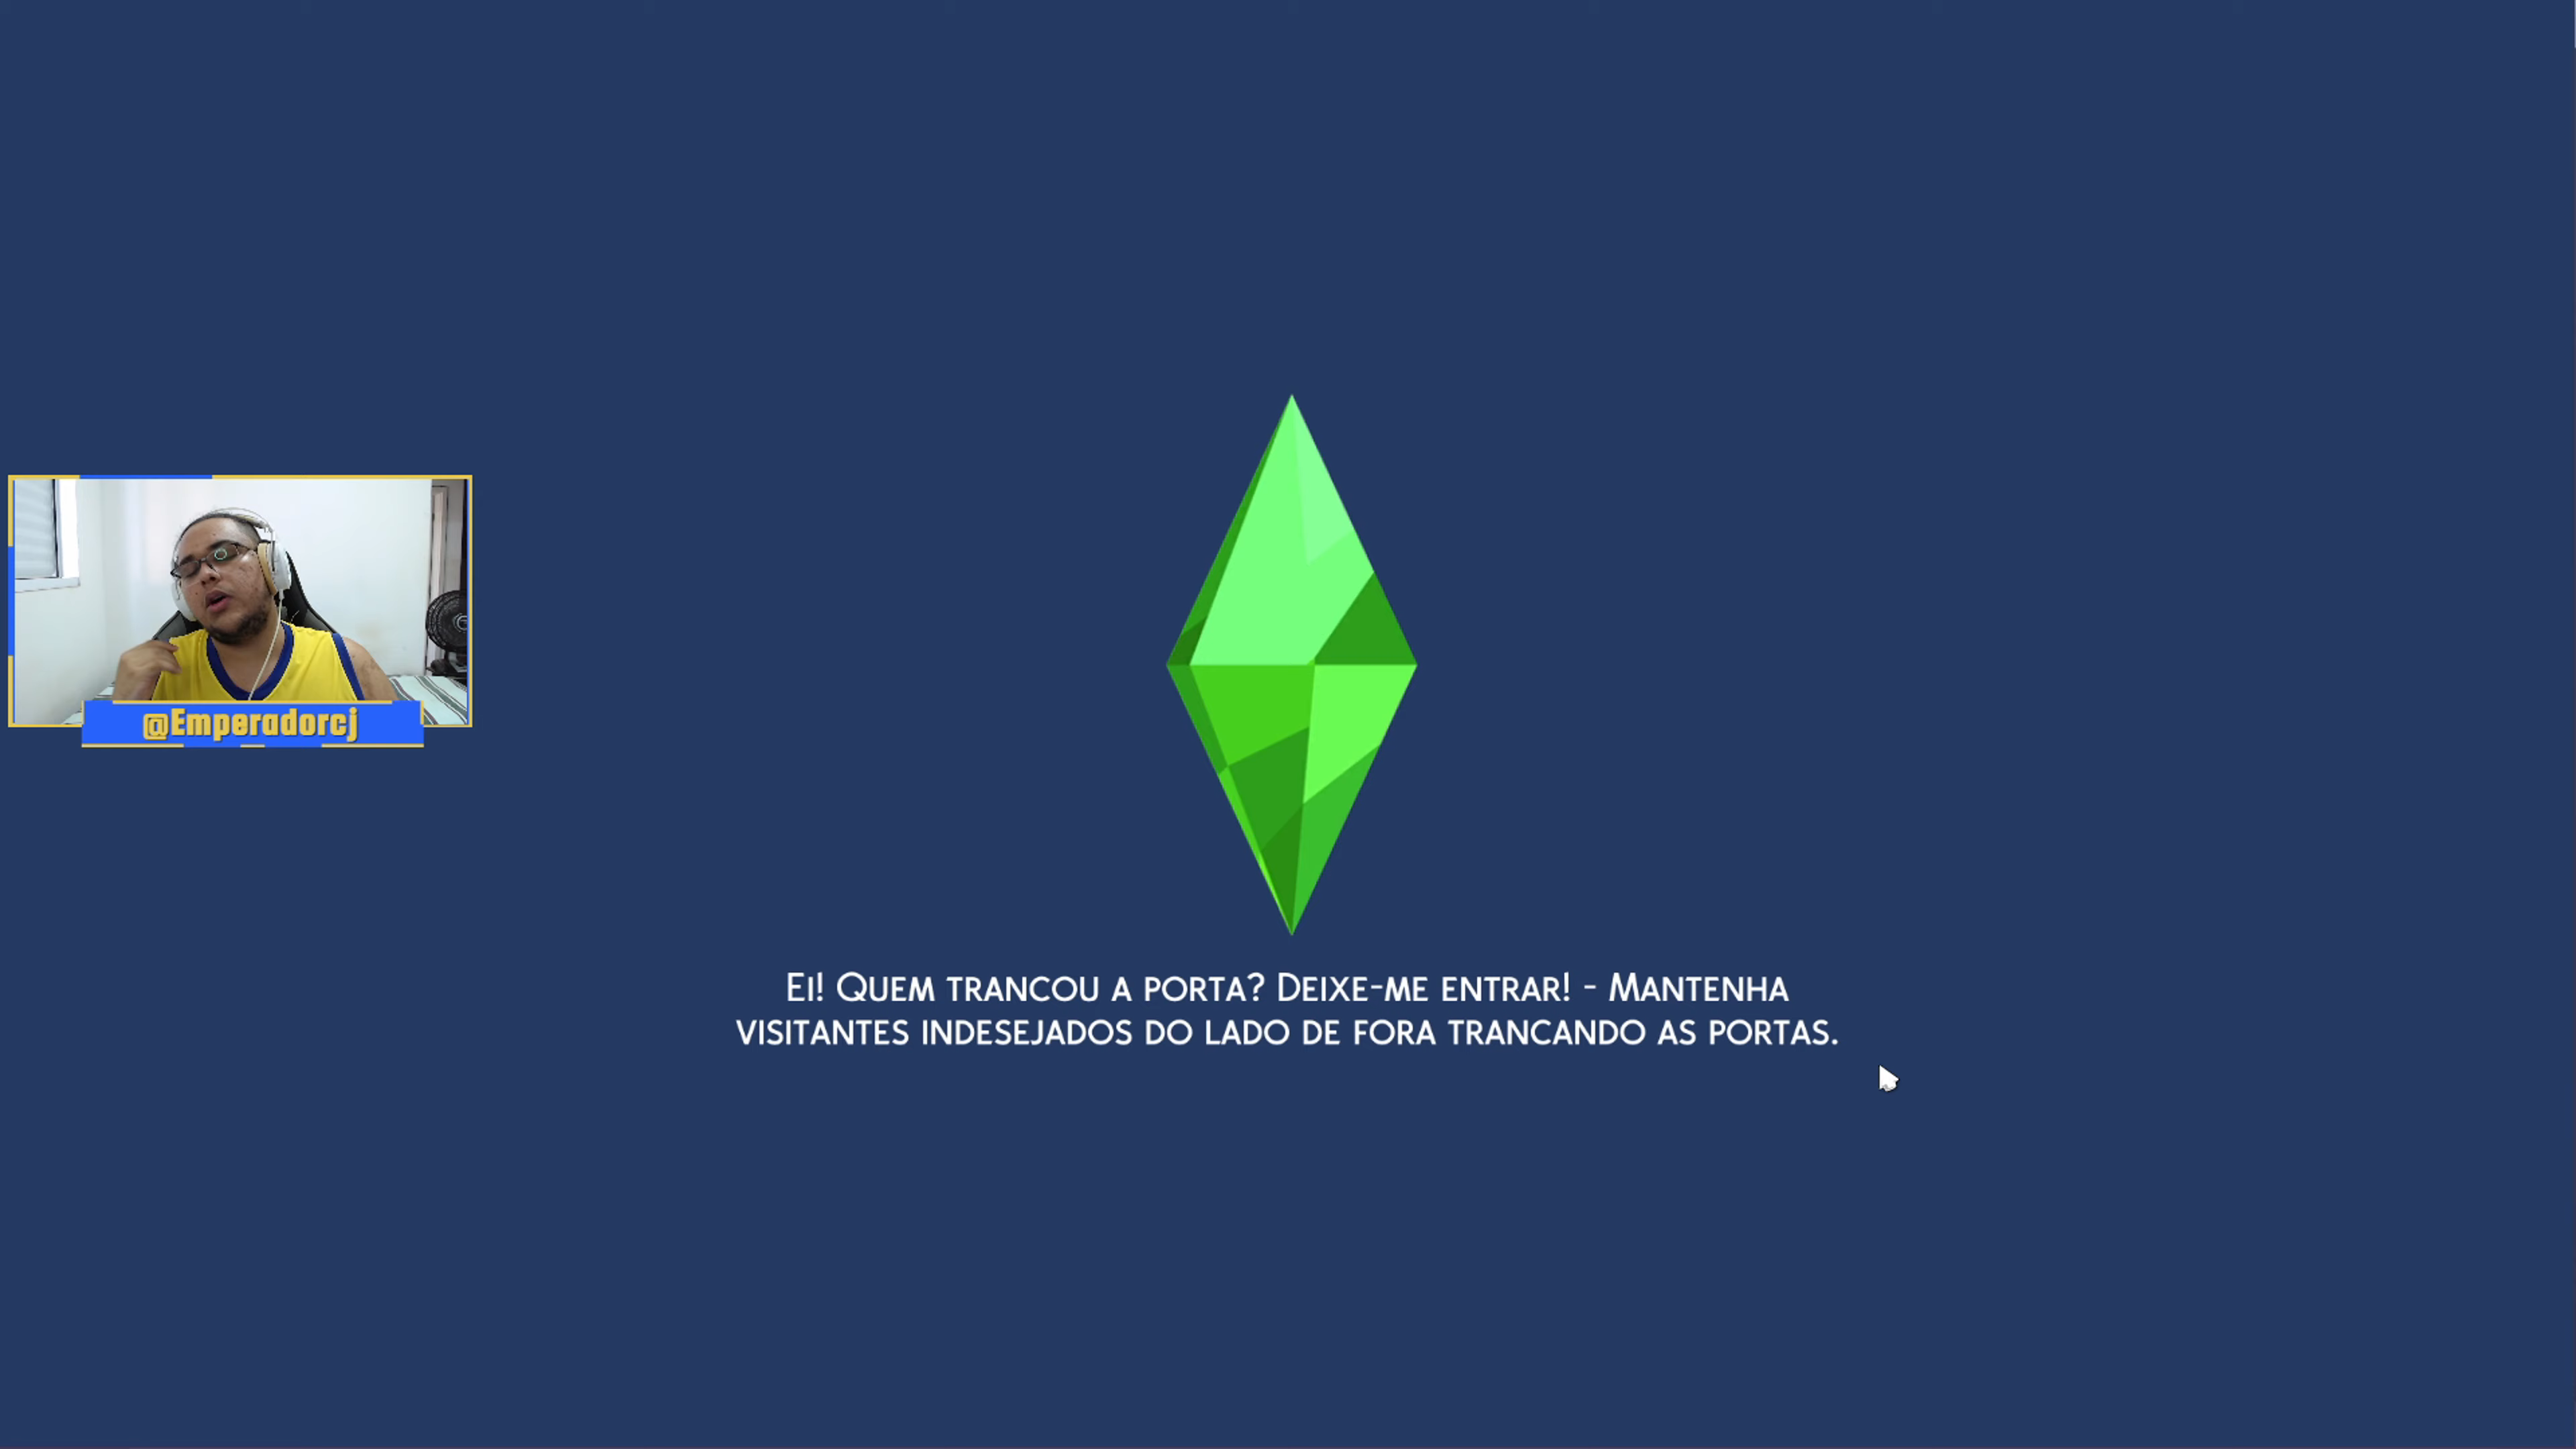 @Emperadorcj
Ei! Quem trancou a porta? Deixe-me entrar! - Mantenha
visitantes indesejados do lado de fora trancando as portas.